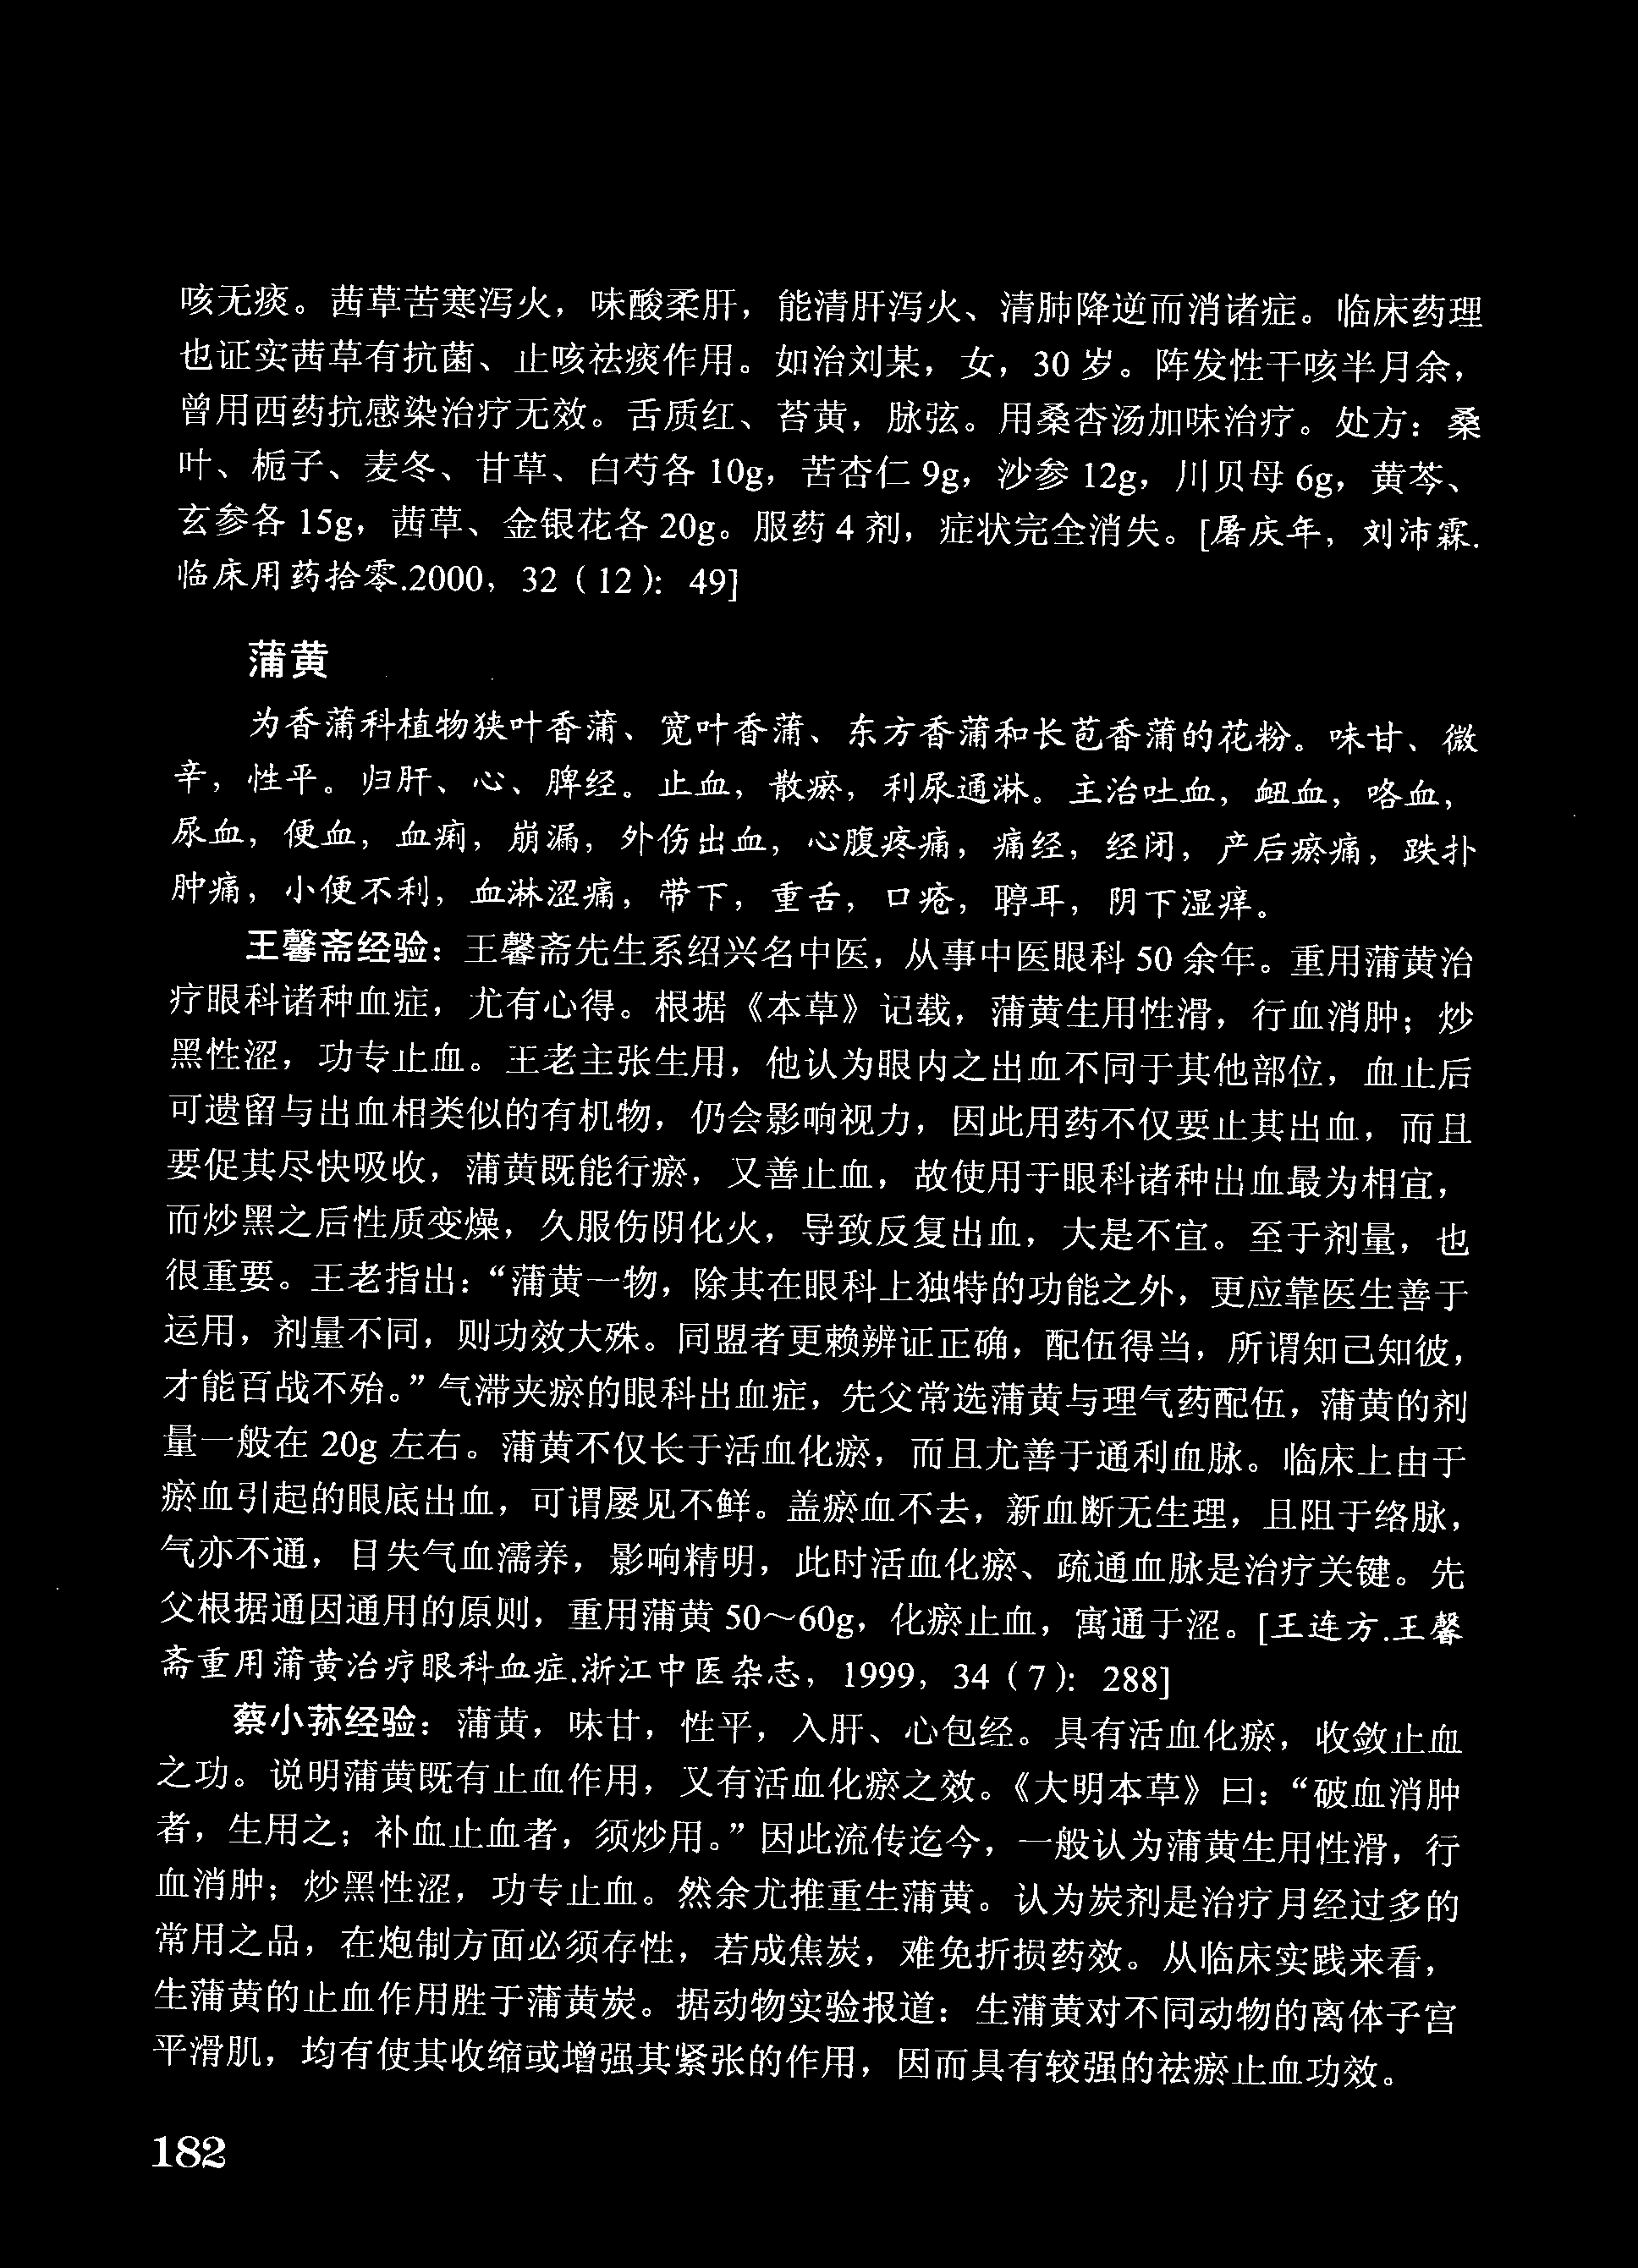 咳无痰。茜草苦寒泻火，味酸柔肝，能清肝泻火、清肺降逆而消诸症。临床药理
也证实茜草有抗菌、止咳祛痰作用。如治刘某，女，30 岁。阵发性干咳半月余，
曾用西药抗感染治疗无效。舌质红、苔黄，脉弦。用桑杏汤加味治疗。处方：桑
叶、栀子、麦冬、甘草、白芍各 10g，苦杏仁 9g，沙参 12g，川贝母 6g，黄芩、
玄参各 15g，茜草、金银花各 20g。服药 4 剂，症状完全消失。[屠庆年，刘沛霖.
临床用药拾零.2000，32（12）：49]
蒲黄
为香蒲科植物狭叶香蒲、宽叶香蒲、东方香蒲和长苞香蒲的花粉。味甘、微
辛，性平。归肝、心、脾经。止血，散瘀，利尿通淋。主治吐血，衄血，咯血，
尿血，便血，血痢，崩漏，外伤出血，心腹疼痛，痛经，经闭，产后瘀痛，跌扑
肿痛，小便不利，血淋涩痛，带下，重舌，口疮，聤耳，阴下湿痒。
王馨斋经验：王馨斋先生系绍兴名中医，从事中医眼科 50 余年。重用蒲黄治
疗眼科诸种血症，尤有心得。根据《本草》记载，蒲黄生用性滑，行血消肿；炒
黑性涩，功专止血。王老主张生用，他认为眼内之出血不同于其他部位，血止后
可遗留与出血相类似的有机物，仍会影响视力，因此用药不仅要止其出血，而且
要促其尽快吸收，蒲黄既能行瘀，又善止血，故使用于眼科诸种出血最为相宜，
而炒黑之后性质变燥，久服伤阴化火，导致反复出血，大是不宜。至于剂量，也
很重要。王老指出：“蒲黄一物，除其在眼科上独特的功能之外，更应靠医生善于
运用，剂量不同，则功效大殊。同盟者更赖辨证正确，配伍得当，所谓知己知彼，
才能百战不殆。”气滞夹瘀的眼科出血症，先父常选蒲黄与理气药配伍，蒲黄的剂
量一般在 20g 左右。蒲黄不仅长于活血化瘀，而且尤善于通利血脉。临床上由于
瘀血引起的眼底出血，可谓屡见不鲜。盖瘀血不去，新血断无生理，且阻于络脉，
气亦不通，目失气血濡养，影响精明，此时活血化瘀、疏通血脉是治疗关键。先
父根据通因通用的原则，重用蒲黄 50～60g，化瘀止血，寓通于涩。[王连方.王馨
斋重用蒲黄治疗眼科血症.浙江中医杂志，1999，34（7）：288]
蔡小荪经验：蒲黄，味甘，性平，入肝、心包经。具有活血化瘀，收敛止血
之功。说明蒲黄既有止血作用，又有活血化瘀之效。《大明本草》曰：“破血消肿
者，生用之；补血止血者，须炒用。”因此流传迄今，一般认为蒲黄生用性滑，行
血消肿；炒黑性涩，功专止血。然余尤推重生蒲黄。认为炭剂是治疗月经过多的
常用之品，在炮制方面必须存性，若成焦炭，难免折损药效。从临床实践来看，
生蒲黄的止血作用胜于蒲黄炭。据动物实验报道：生蒲黄对不同动物的离体子宫
平滑肌，均有使其收缩或增强其紧张的作用，因而具有较强的祛瘀止血功效。
182